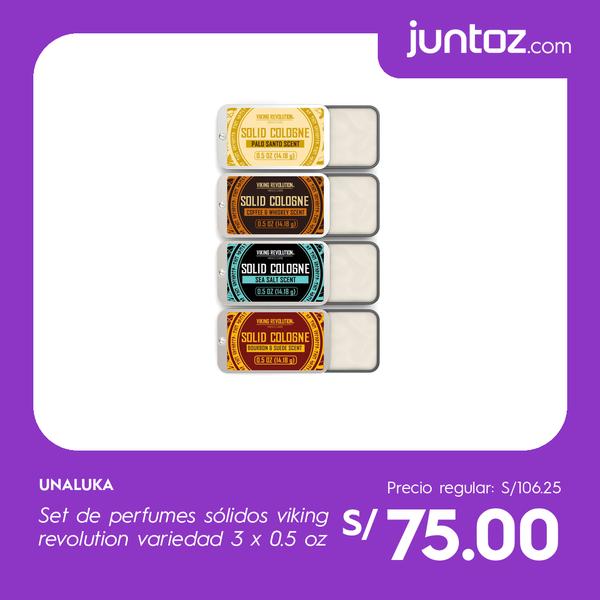 juntoz.com
VIKING REVOLUTION.
SOLID COLOGNE
PALO SANTO SCENT
0.5 OZ (14.18 g)
VIKING REVOLUTION.
SOLID COLOGNE
COFFEE & WHISKEY SCENT
0.5 OZ (14.18 g)
VIKING REVOLUTION.
SOLID COLOGNE
SEA SALT SCENT
0.5 OZ (14.18 g)
VIKING REVOLUTION.
SOLID COLOGNE
BOURBON & SUEDE SCENT
0.5 OZ (14.18 g)
UNALUKA
Set de perfumes sólidos viking
revolution variedad 3 x 0.5 oz
Precio regular: S/106.25
S/75.00